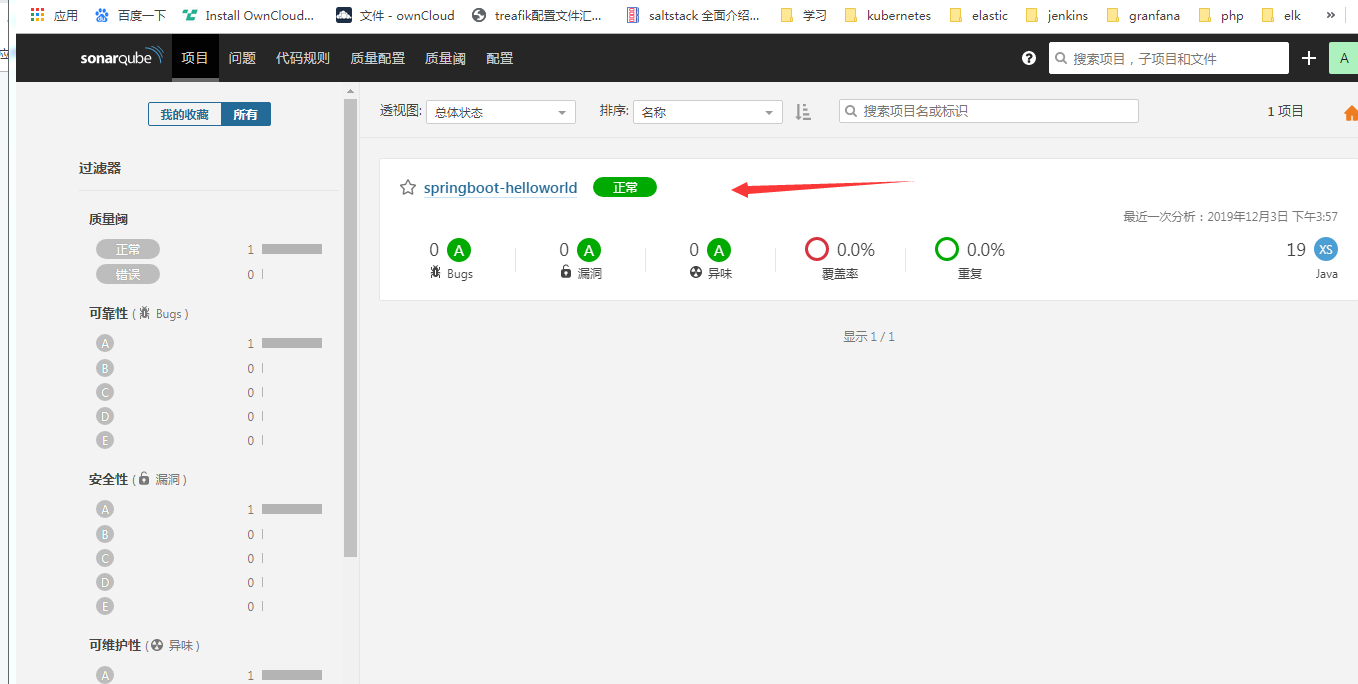 应用 百度一下 Install OwnCloud... 文件 - ownCloud treafik配置文件汇... saltstack 全面介绍... 学习 kubernetes elastic jenkins granfana php elk »
sonarqube 项目 问题 代码规则 质量配置 质量阈 配置 ? 搜索项目，子项目和文件 A
我的收藏 所有
透视图: 总体状态 排序: 名称 搜索项目名或标识 1 项目
过滤器
质量阈
正常 1
错误 0
可靠性 ( Bugs )
A 1
B 0
C 0
D 0
E 0
安全性 ( 漏洞 )
A 1
B 0
C 0
D 0
E 0
可维护性 ( 异味 )
A 1
springboot-helloworld 正常
最近一次分析：2019年12月3日 下午3:57
0 A 0 A 0 A 0.0% 0.0% 19 XS
Bugs 漏洞 异味 覆盖率 重复 Java
显示 1 / 1